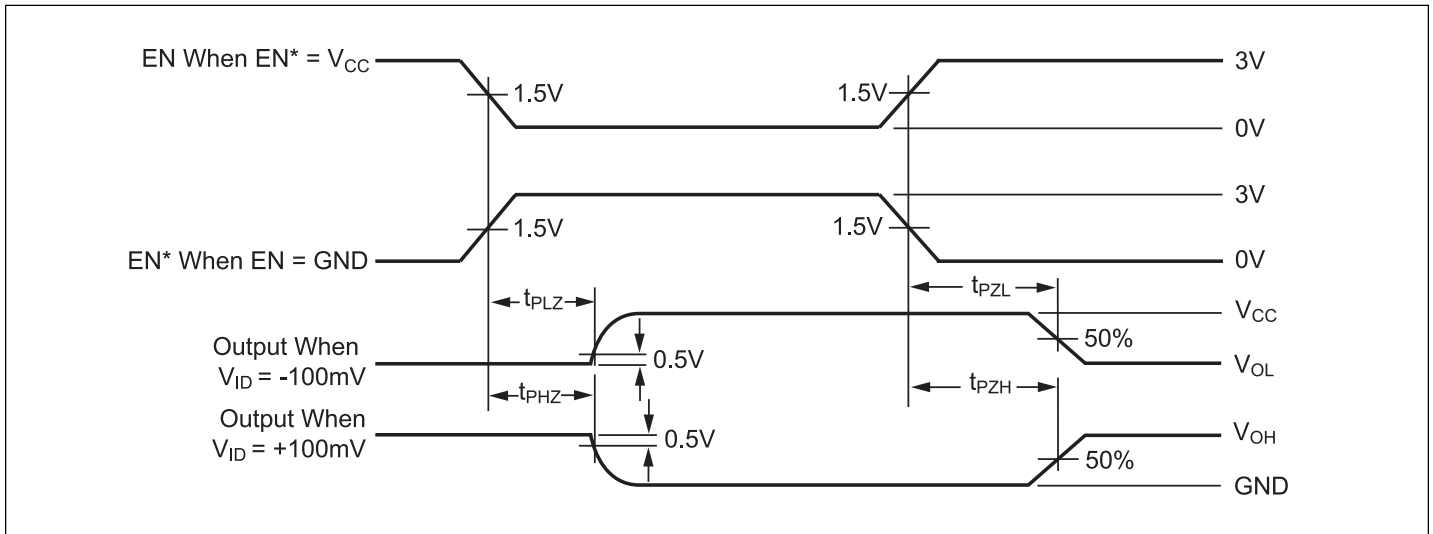 EN When EN* = VCC
3V
1.5V
1.5V
0V
3V
1.5V
1.5V
EN* When EN = GND
0V
tPLZ
tPZL
VCC
Output When
VID = -100mV
0.5V
50%
VOL
tPHZ
tPZH
Output When
VID = +100mV
0.5V
VOH
50%
GND